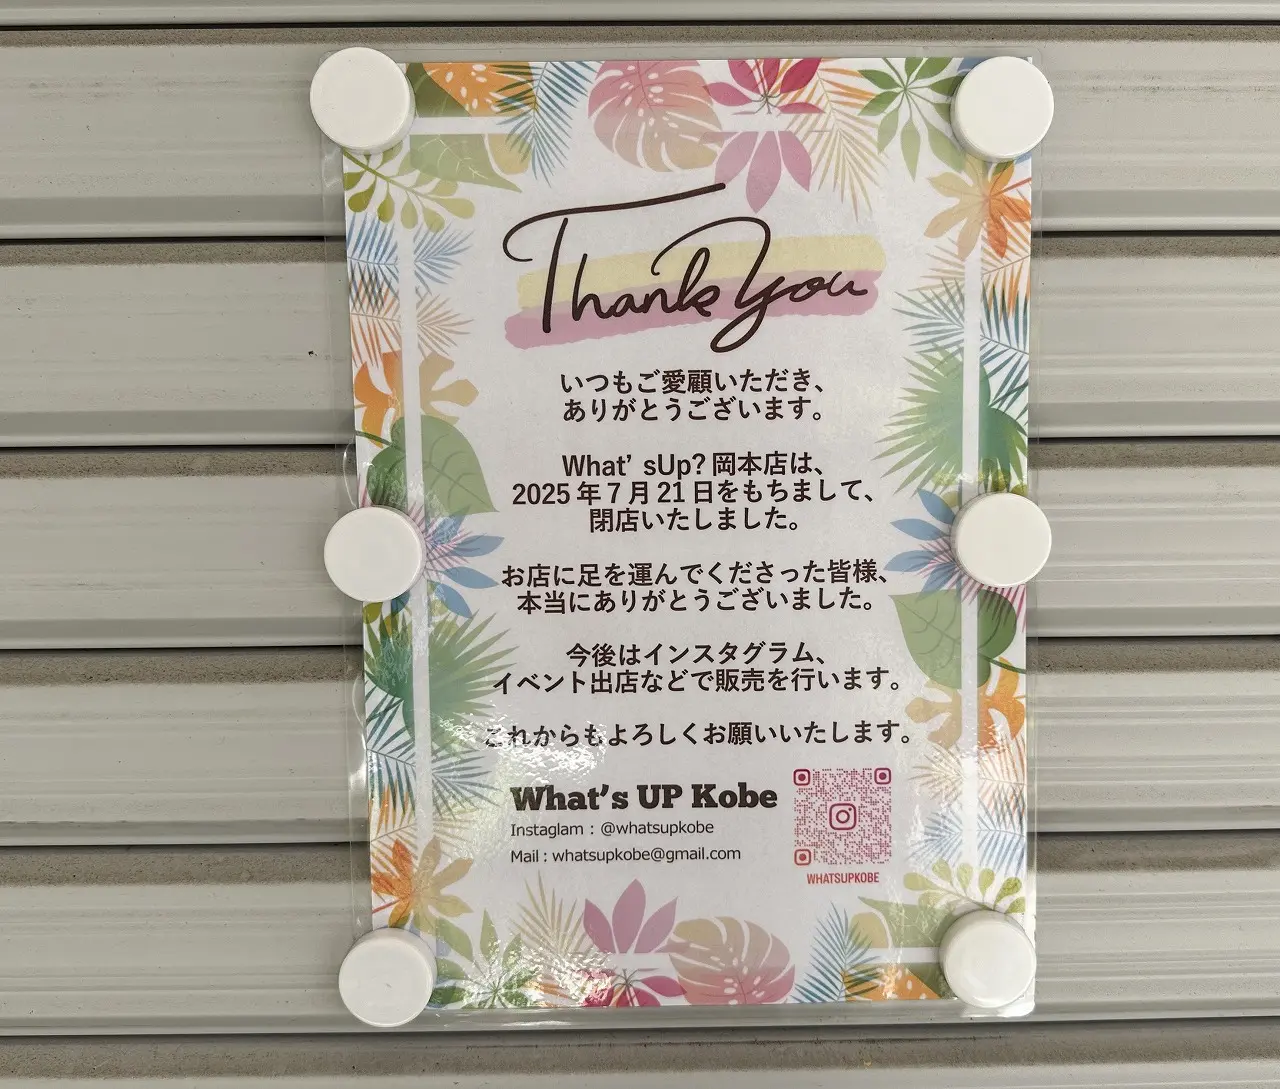 Thank You
いつもご愛顧いただき、
ありがとうございます。
What’ sUp? 岡本店は、
2025 年 7 月 21 日をもちまして、
閉店いたしました。
お店に足を運んでくださった皆様、
本当にありがとうございました。
今後はインスタグラム、
イベント出店などで販売を行います。
これからもよろしくお願いいたします。
What’s UP Kobe
Instaglam : @whatsupkobe
Mail : whatsupkobe@gmail.com
WHATSUPKOBE